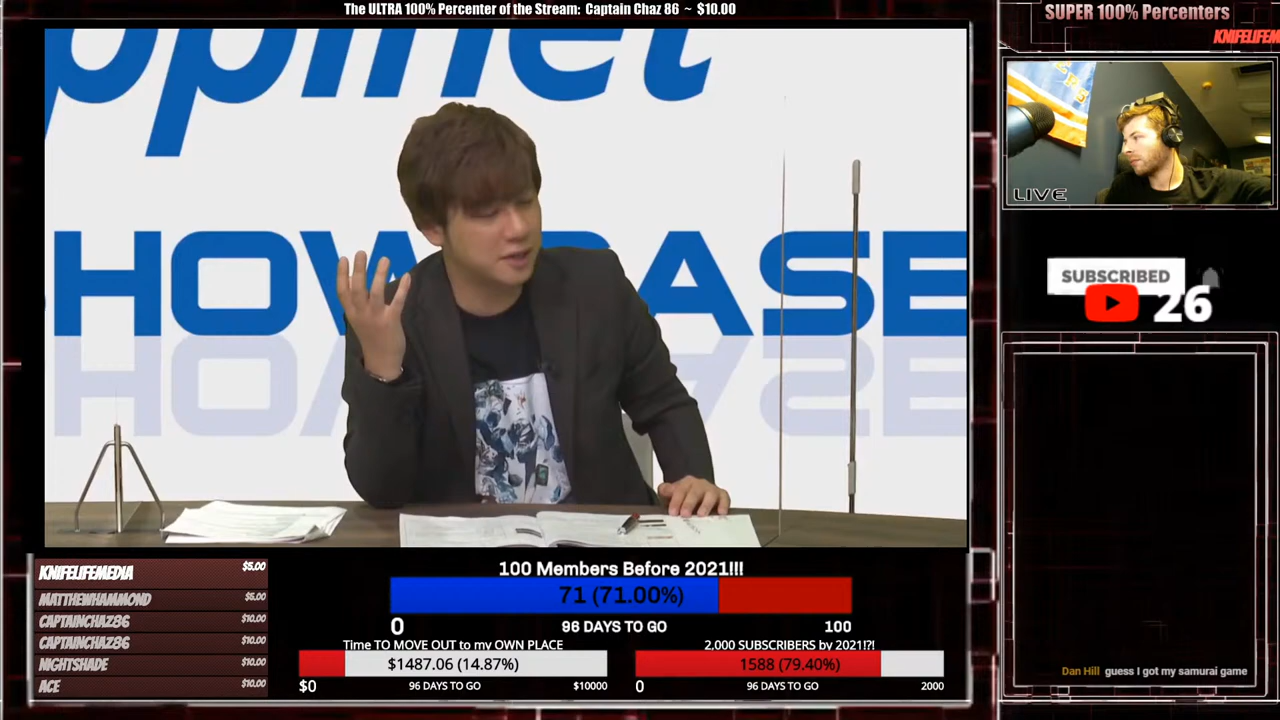 The ULTRA 100% Percenter of the Stream: Captain Chaz 86 ~ $10.00
SUPER 100% Percenters
KNIFELIFEM
LIVE
SUBSCRIBED
26
ppinet
HOWCASE
KNIFELIFEMEDIA $5.00
MATTHEWHAMMOND $5.00
CAPTAINCHAZ86 $10.00
CAPTAINCHAZ86 $10.00
NIGHTSHADE $10.00
ACE $10.00
100 Members Before 2021!!!
71 (71.00%)
0 96 DAYS TO GO 100
Time TO MOVE OUT to my OWN PLACE
$1487.06 (14.87%)
$0 96 DAYS TO GO $10000
2,000 SUBSCRIBERS by 2021!?!
1588 (79.40%)
0 96 DAYS TO GO 2000
Dan Hill guess I got my samurai game